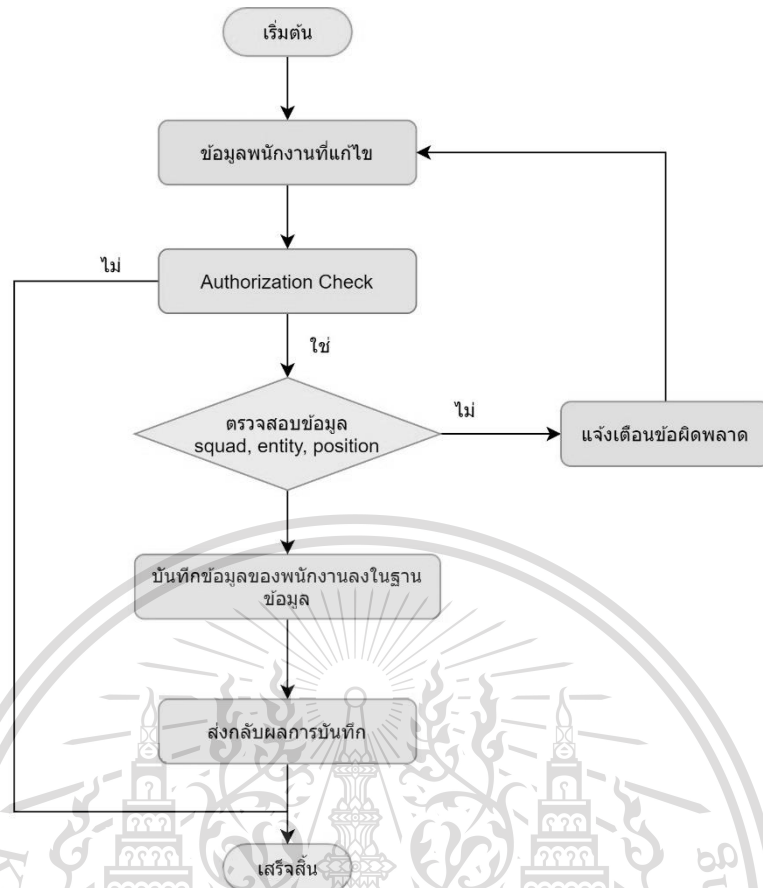 เริ่มต้น
ข้อมูลพนักงานที่แก้ไข
ไม่
Authorization Check
ใช่
ตรวจสอบข้อมูล
squad, entity, position
ไม่
แจ้งเตือนข้อผิดพลาด
บันทึกข้อมูลของพนักงานลงในฐาน
ข้อมูล
ส่งกลับผลการบันทึก
เสร็จสิ้น